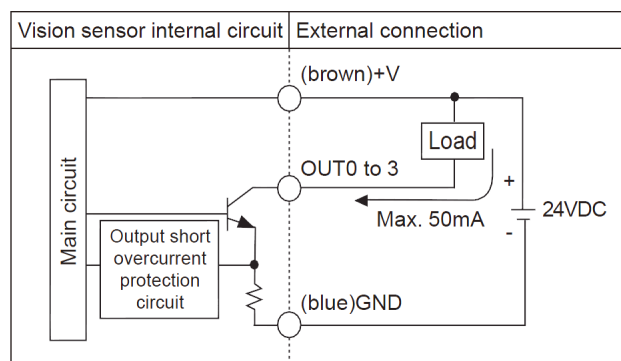 Vision sensor internal circuit
External connection
(brown)+V
Load
OUT0 to 3
Max. 50mA
+
-
24VDC
Main circuit
Output short
overcurrent
protection
circuit
(blue)GND